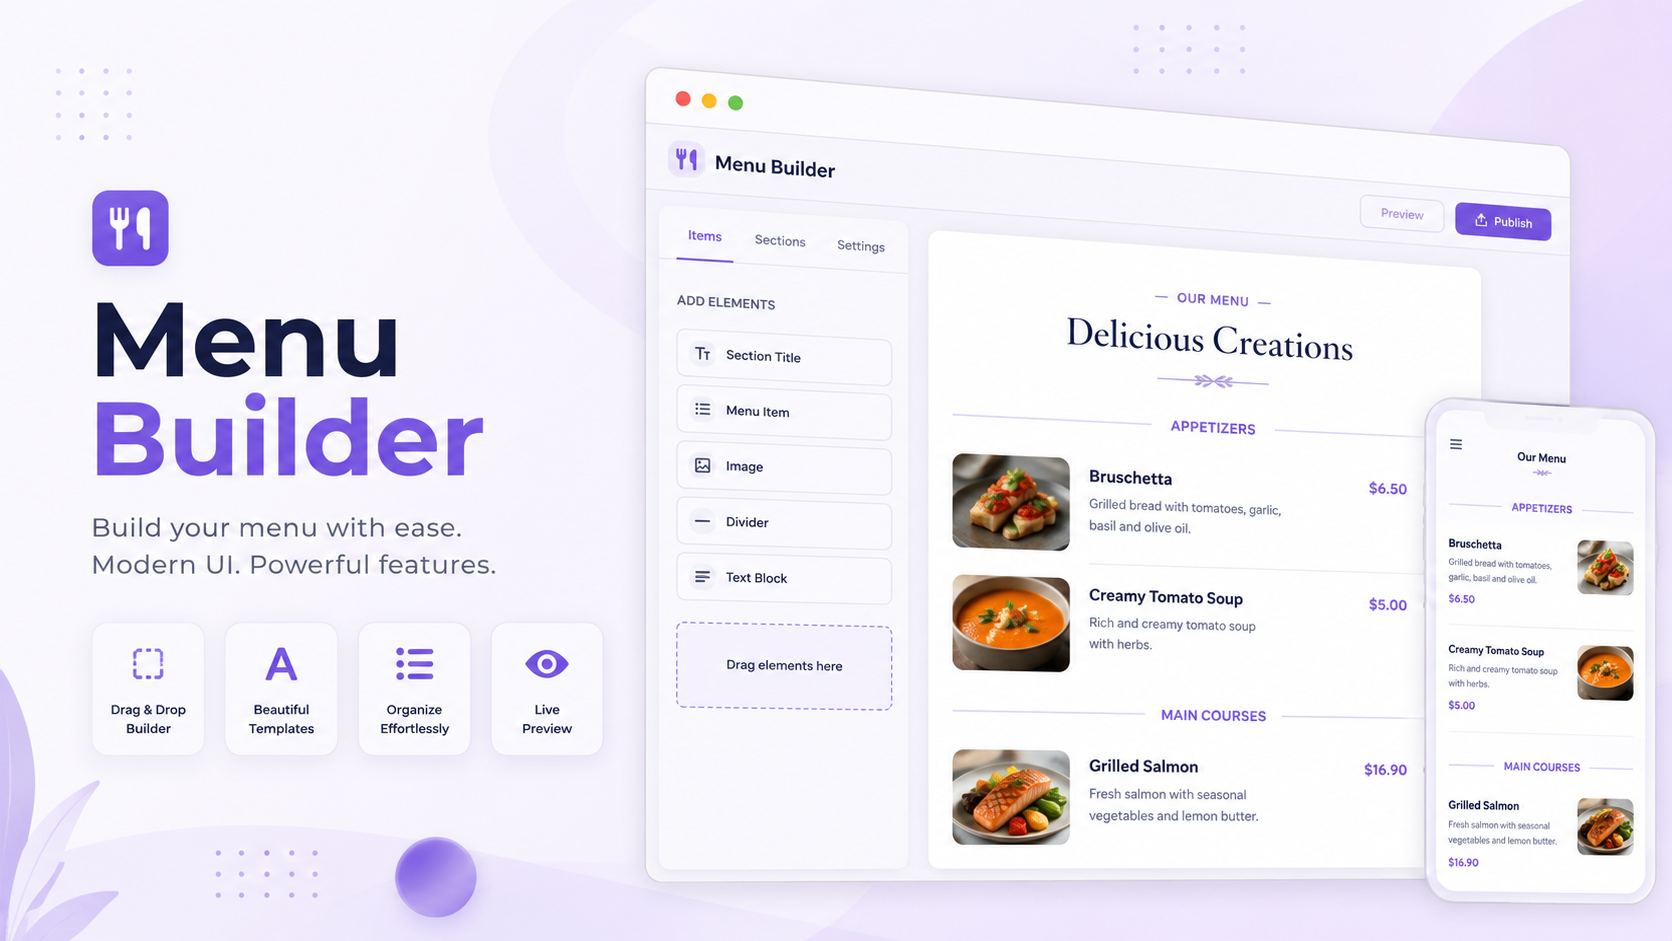 Menu
Builder
Build your menu with ease.
Modern UI. Powerful features.
Drag & Drop
Builder
Beautiful
Templates
Organize
Effortlessly
Live
Preview
Menu Builder
Preview
Publish
Items
Sections
Settings
ADD ELEMENTS
Section Title
Menu Item
Image
Divider
Text Block
Drag elements here
OUR MENU
Delicious Creations
APPETIZERS
Bruschetta
$6.50
Grilled bread with tomatoes, garlic,
basil and olive oil.
Creamy Tomato Soup
$5.00
Rich and creamy tomato soup
with herbs.
MAIN COURSES
Grilled Salmon
$16.90
Fresh salmon with seasonal
vegetables and lemon butter.
Our Menu
APPETIZERS
Bruschetta
Grilled bread with tomatoes,
garlic, basil and olive oil.
$6.50
Creamy Tomato Soup
Rich and creamy tomato soup
with herbs.
$5.00
MAIN COURSES
Grilled Salmon
Fresh salmon with seasonal
vegetables and lemon butter.
$16.90